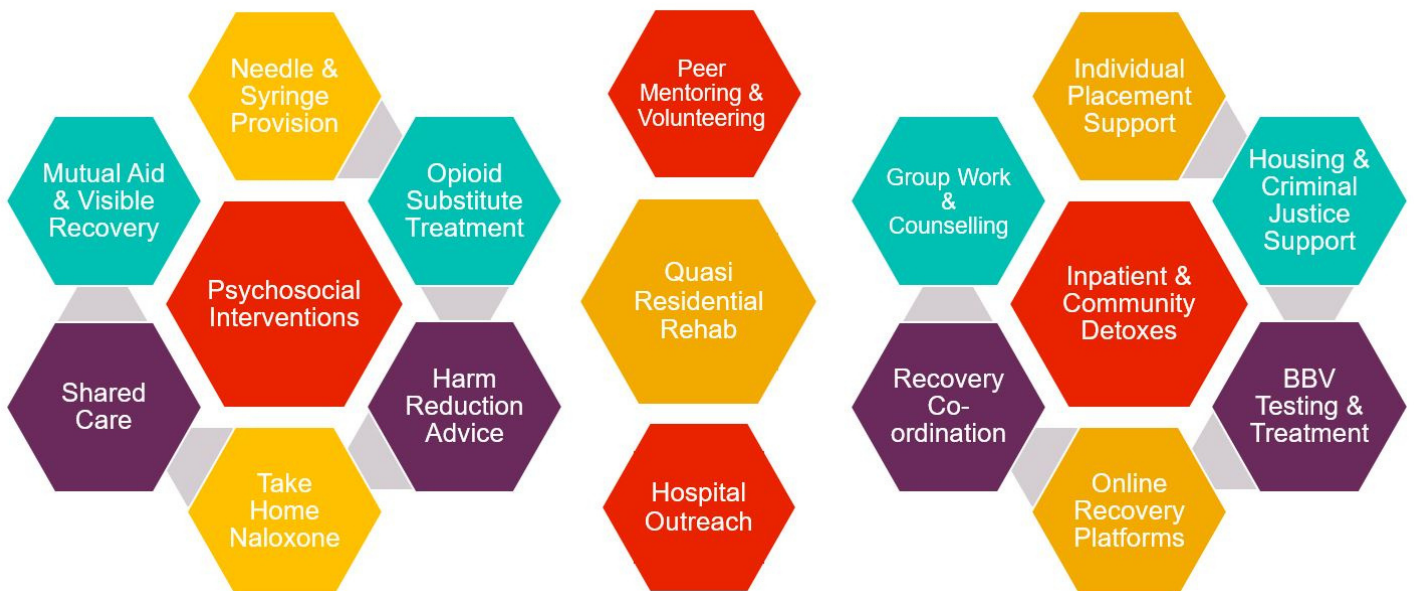 Needle &
Syringe
Provision
Mutual Aid
& Visible
Recovery
Opioid
Substitute
Treatment
Psychosocial
Interventions
Shared
Care
Harm
Reduction
Advice
Take
Home
Naloxone
Peer
Mentoring &
Volunteering
Quasi
Residential
Rehab
Hospital
Outreach
Individual
Placement
Support
Group Work
&
Counselling
Housing &
Criminal
Justice
Support
Inpatient &
Community
Detoxes
Recovery
Co-
ordination
BBV
Testing &
Treatment
Online
Recovery
Platforms